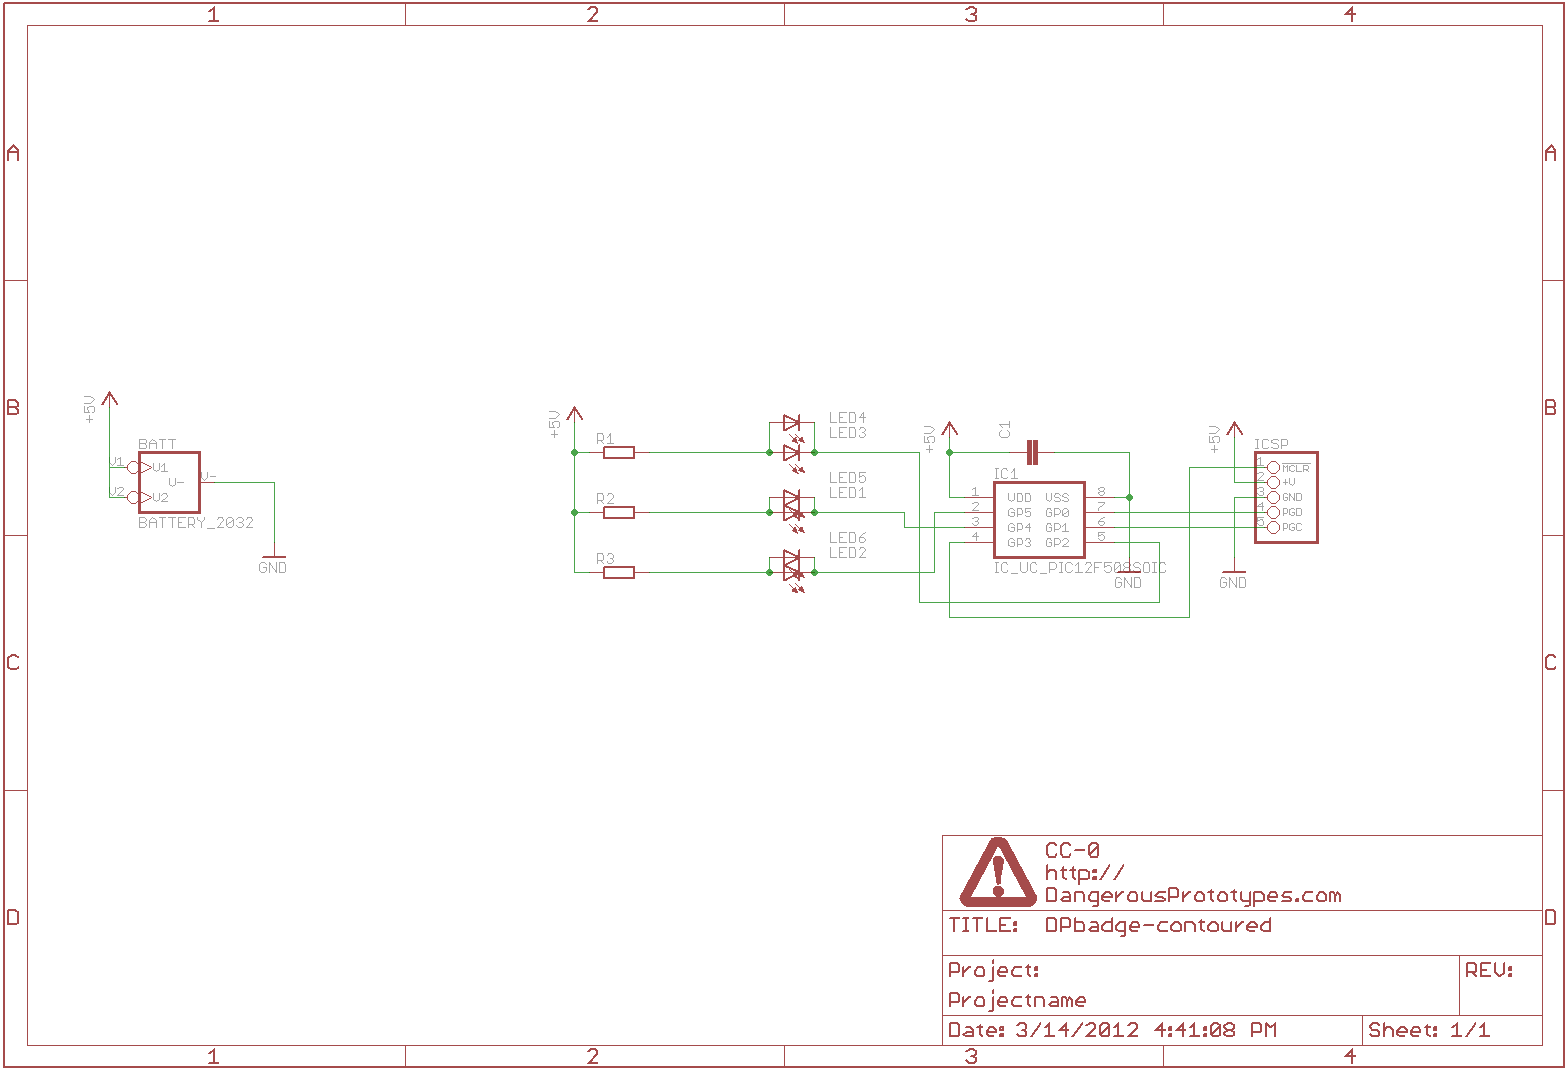 1 2 3 4
A A
B B
C C
D D
+5V
BATT
V1 V1
V-
V-
V2 V2
BATTERY_2032
GND
+5V
R1
R2
R3
LED4
LED3
LED5
LED1
LED6
LED2
+5V
C1
IC1
1 VDD VSS 8
2 GP5 GP0 7
3 GP4 GP1 6
4 GP3 GP2 5
IC_UC_PIC12F508SOIC
GND
+5V
ICSP
1 MCLR
2 +V
3 GND
4 PGD
5 PGC
GND
CC-0
http://
DangerousPrototypes.com
TITLE: DPbadge-contoured
Project:
REV:
Projectname
Date: 3/14/2012 4:41:08 PM
Sheet: 1/1
1 2 3 4